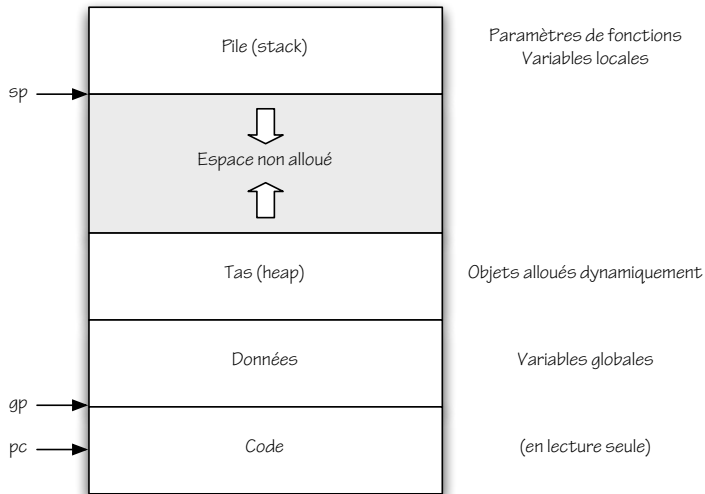 Pile (stack)
Paramètres de fonctions
Variables locales
sp
Espace non alloué
Tas (heap)
Objets alloués dynamiquement
Données
Variables globales
gp
pc
Code
(en lecture seule)